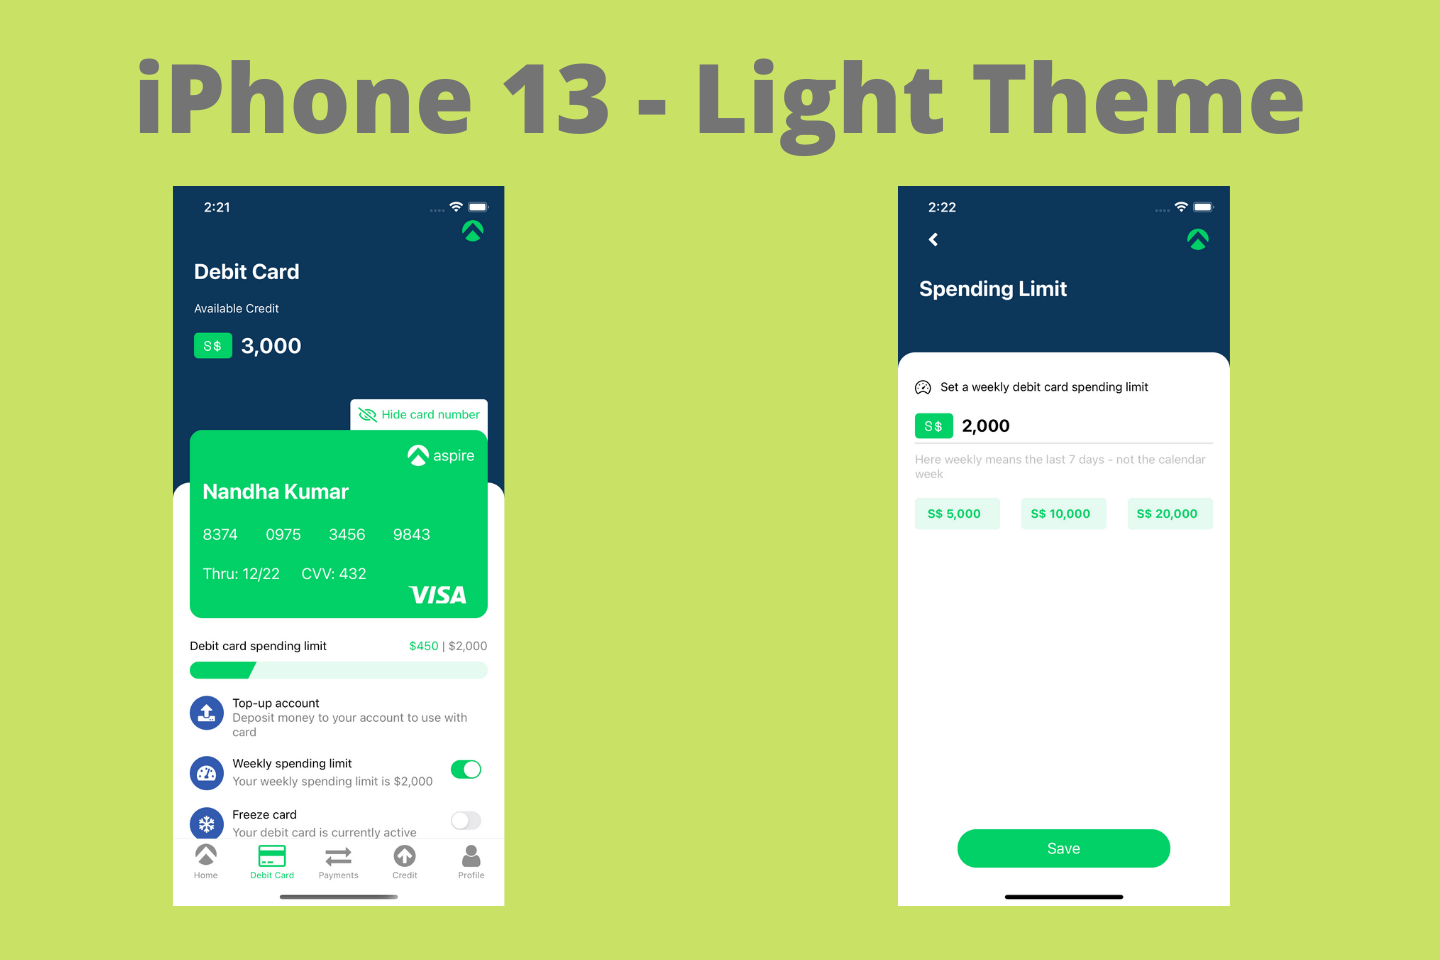 iPhone 13 - Light Theme
2:21
Debit Card
Available Credit
S$ 3,000
Hide card number
aspire
Nandha Kumar
8374 0975 3456 9843
Thru: 12/22 CVV: 432
VISA
Debit card spending limit $450 | $2,000
Top-up account
Deposit money to your account to use with
card
Weekly spending limit
Your weekly spending limit is $2,000
Freeze card
Your debit card is currently active
Home Debit Card Payments Credit Profile
2:22
Spending Limit
Set a weekly debit card spending limit
S$ 2,000
Here weekly means the last 7 days - not the calendar
week
S$ 5,000 S$ 10,000 S$ 20,000
Save